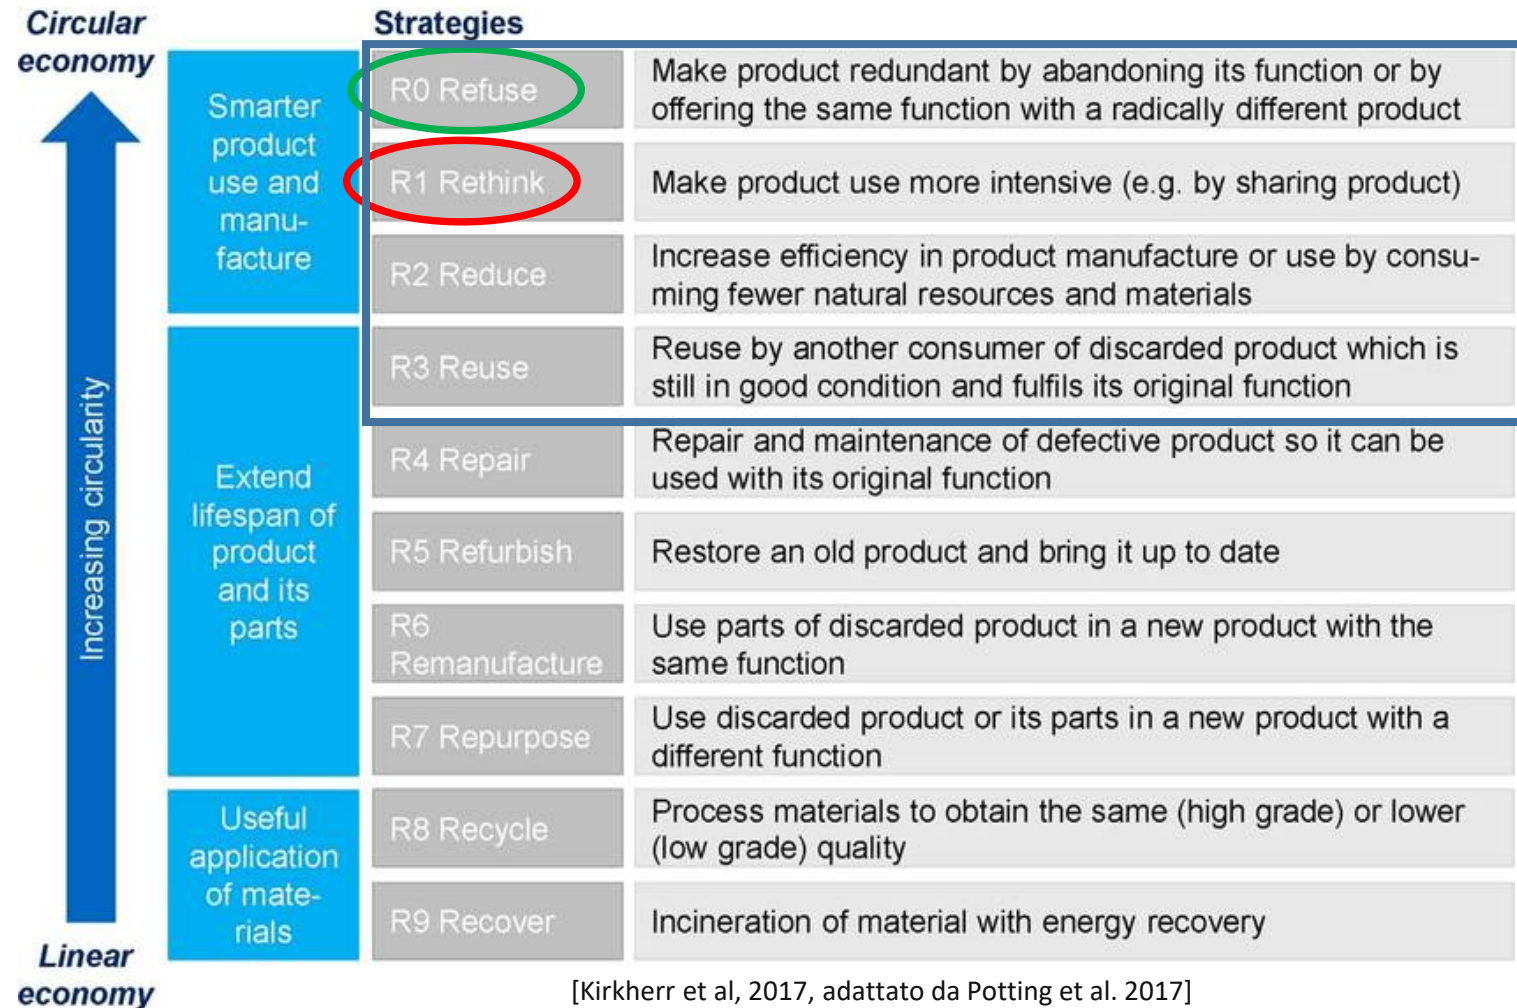 Circular
economy
Strategies
Increasing circularity
Linear
economy
Smarter
product
use and
manu-
facture
R0 Refuse
Make product redundant by abandoning its function or by
offering the same function with a radically different product
R1 Rethink
Make product use more intensive (e.g. by sharing product)
R2 Reduce
Increase efficiency in product manufacture or use by consu-
ming fewer natural resources and materials
Extend
lifespan of
product
and its
parts
R3 Reuse
Reuse by another consumer of discarded product which is
still in good condition and fulfils its original function
R4 Repair
Repair and maintenance of defective product so it can be
used with its original function
R5 Refurbish
Restore an old product and bring it up to date
R6
Remanufacture
Use parts of discarded product in a new product with the
same function
R7 Repurpose
Use discarded product or its parts in a new product with a
different function
Useful
application
of mate-
rials
R8 Recycle
Process materials to obtain the same (high grade) or lower
(low grade) quality
R9 Recover
Incineration of material with energy recovery
[Kirkherr et al, 2017, adattato da Potting et al. 2017]